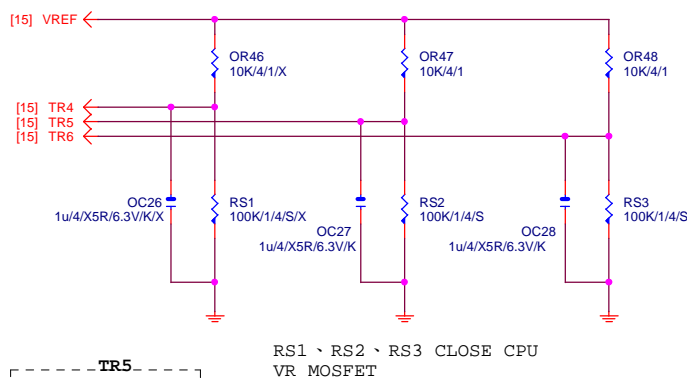 [15] VREF
OR46
10K/4/1/X
OR47
10K/4/1
OR48
10K/4/1
[15] TR4
[15] TR5
[15] TR6
OC26
1u/4/X5R/6.3V/K/X
RS1
100K/1/4/S/X
OC27
1u/4/X5R/6.3V/K
RS2
100K/1/4/S
OC28
1u/4/X5R/6.3V/K
RS3
100K/1/4/S
RS1、RS2、RS3 CLOSE CPU
VR MOSFET
TR5